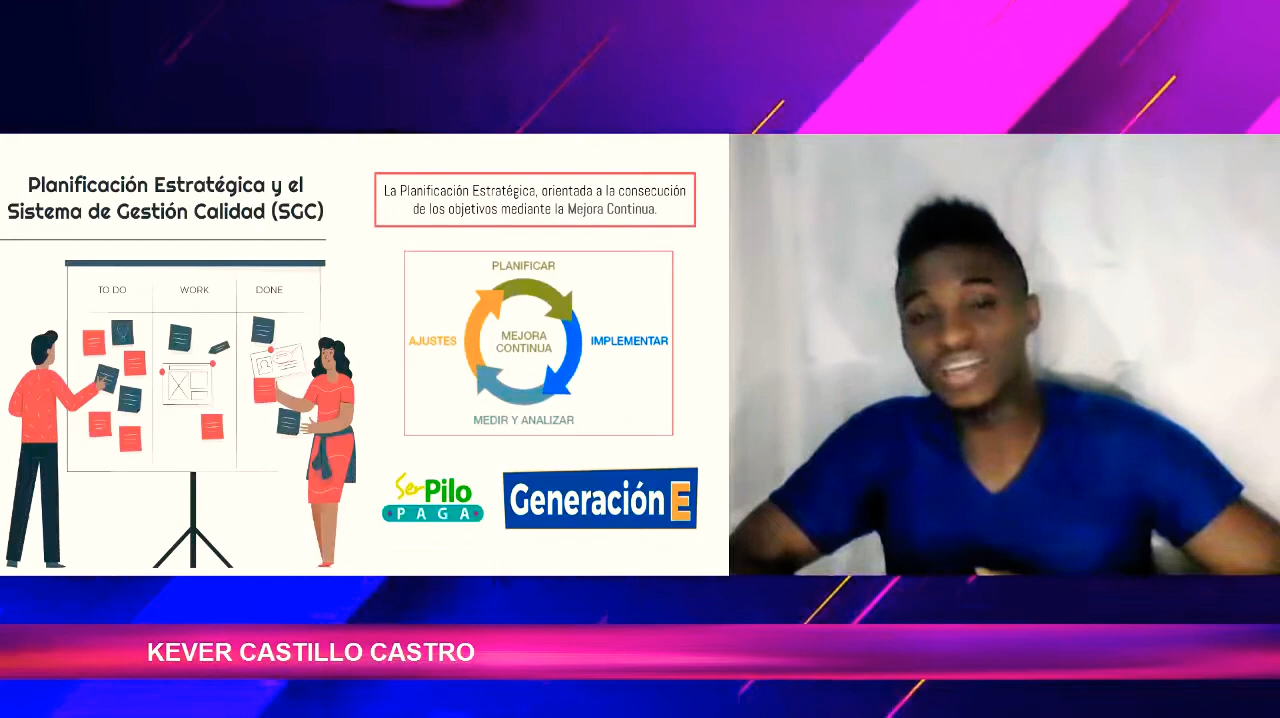 Planificación Estratégica y el
Sistema de Gestión Calidad (SGC)
La Planificación Estratégica, orientada a la consecución
de los objetivos mediante la Mejora Continua.
TO DO
WORK
DONE
PLANIFICAR
AJUSTES
MEJORA
CONTINUA
IMPLEMENTAR
MEDIR Y ANALIZAR
Ser Pilo
PAGA
Generación E
KEVER CASTILLO CASTRO